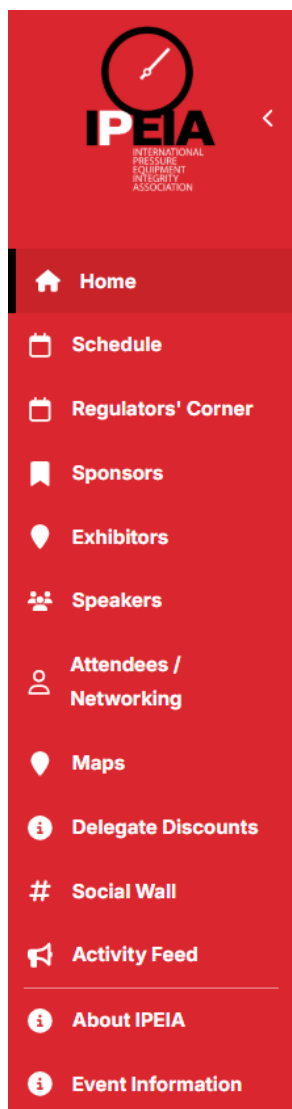 IPEIA
INTERNATIONAL
PRESSURE
EQUIPMENT
INTEGRITY
ASSOCIATION
Home
Schedule
Regulators' Corner
Sponsors
Exhibitors
Speakers
Attendees /
Networking
Maps
Delegate Discounts
# Social Wall
Activity Feed
About IPEIA
Event Information